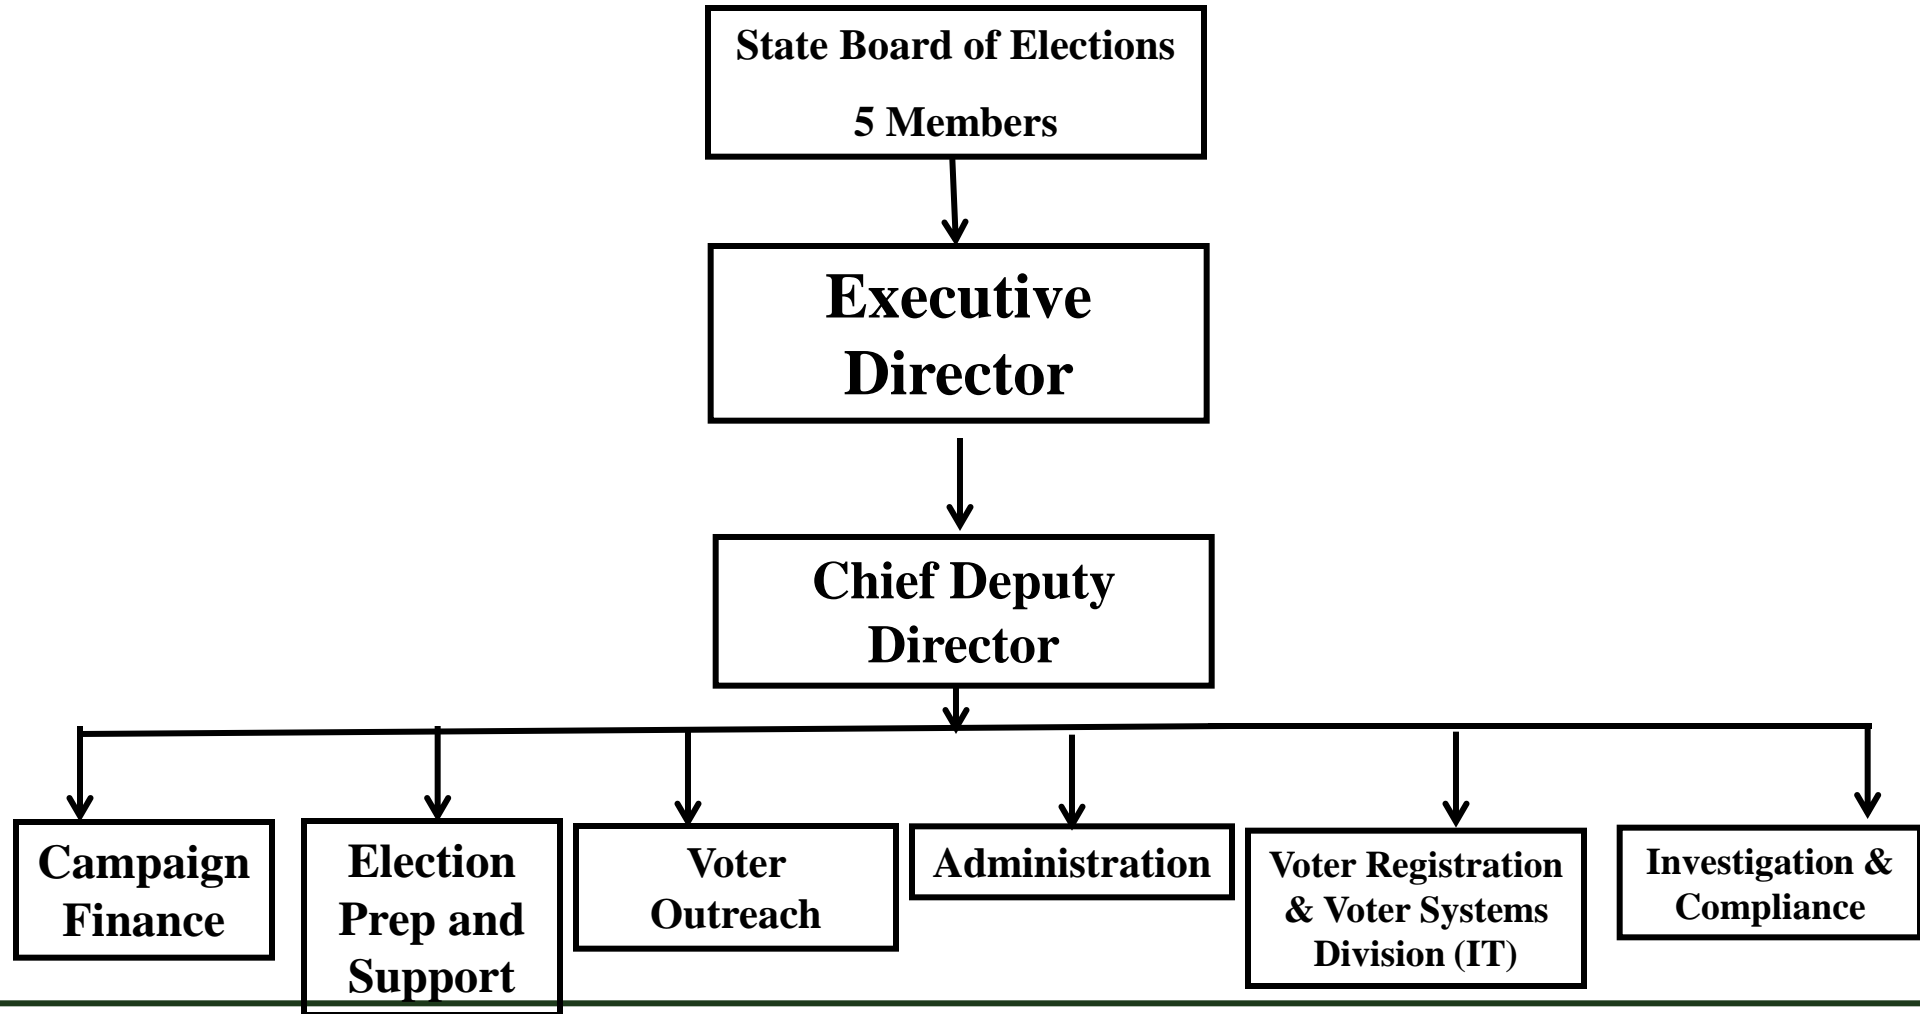 State Board of Elections
5 Members
Executive
Director
Chief Deputy
Director
Campaign
Finance
Election
Prep and
Support
Voter
Outreach
Administration
Voter Registration
& Voter Systems
Division (IT)
Investigation &
Compliance